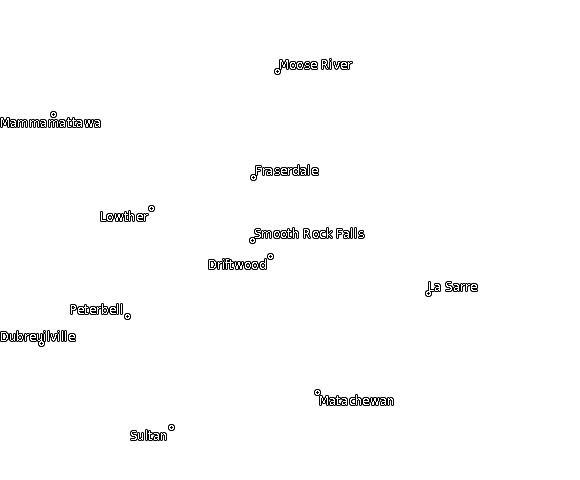 Moose River
Mammamattawa
Fraserdale
Lowther
Smooth Rock Falls
Driftwood
La Sarre
Peterbell
Dubreuilville
Matachewan
Sultan